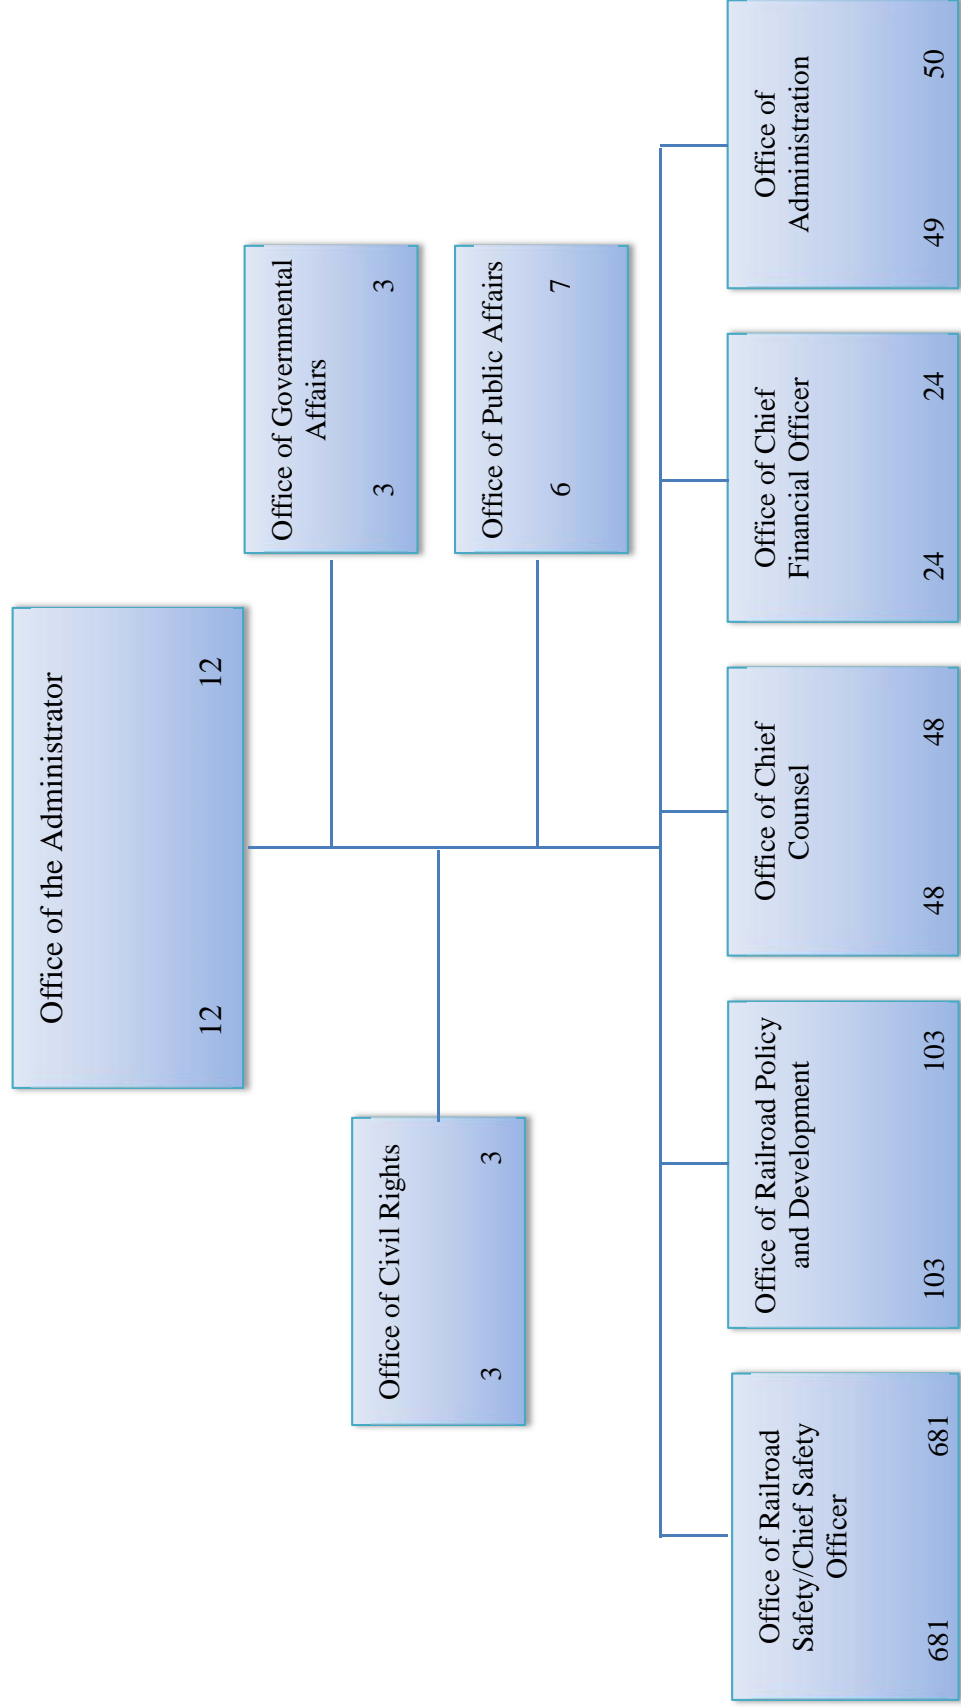 Office of the Administrator
12 12
Office of Governmental
Affairs
3 3
Office of Civil Rights
3 3
Office of Public Affairs
6 7
Office of Railroad
Safety/Chief Safety
Officer
681 681
Office of Railroad Policy
and Development
103 103
Office of Chief
Counsel
48 48
Office of Chief
Financial Officer
24 24
Office of
Administration
49 50